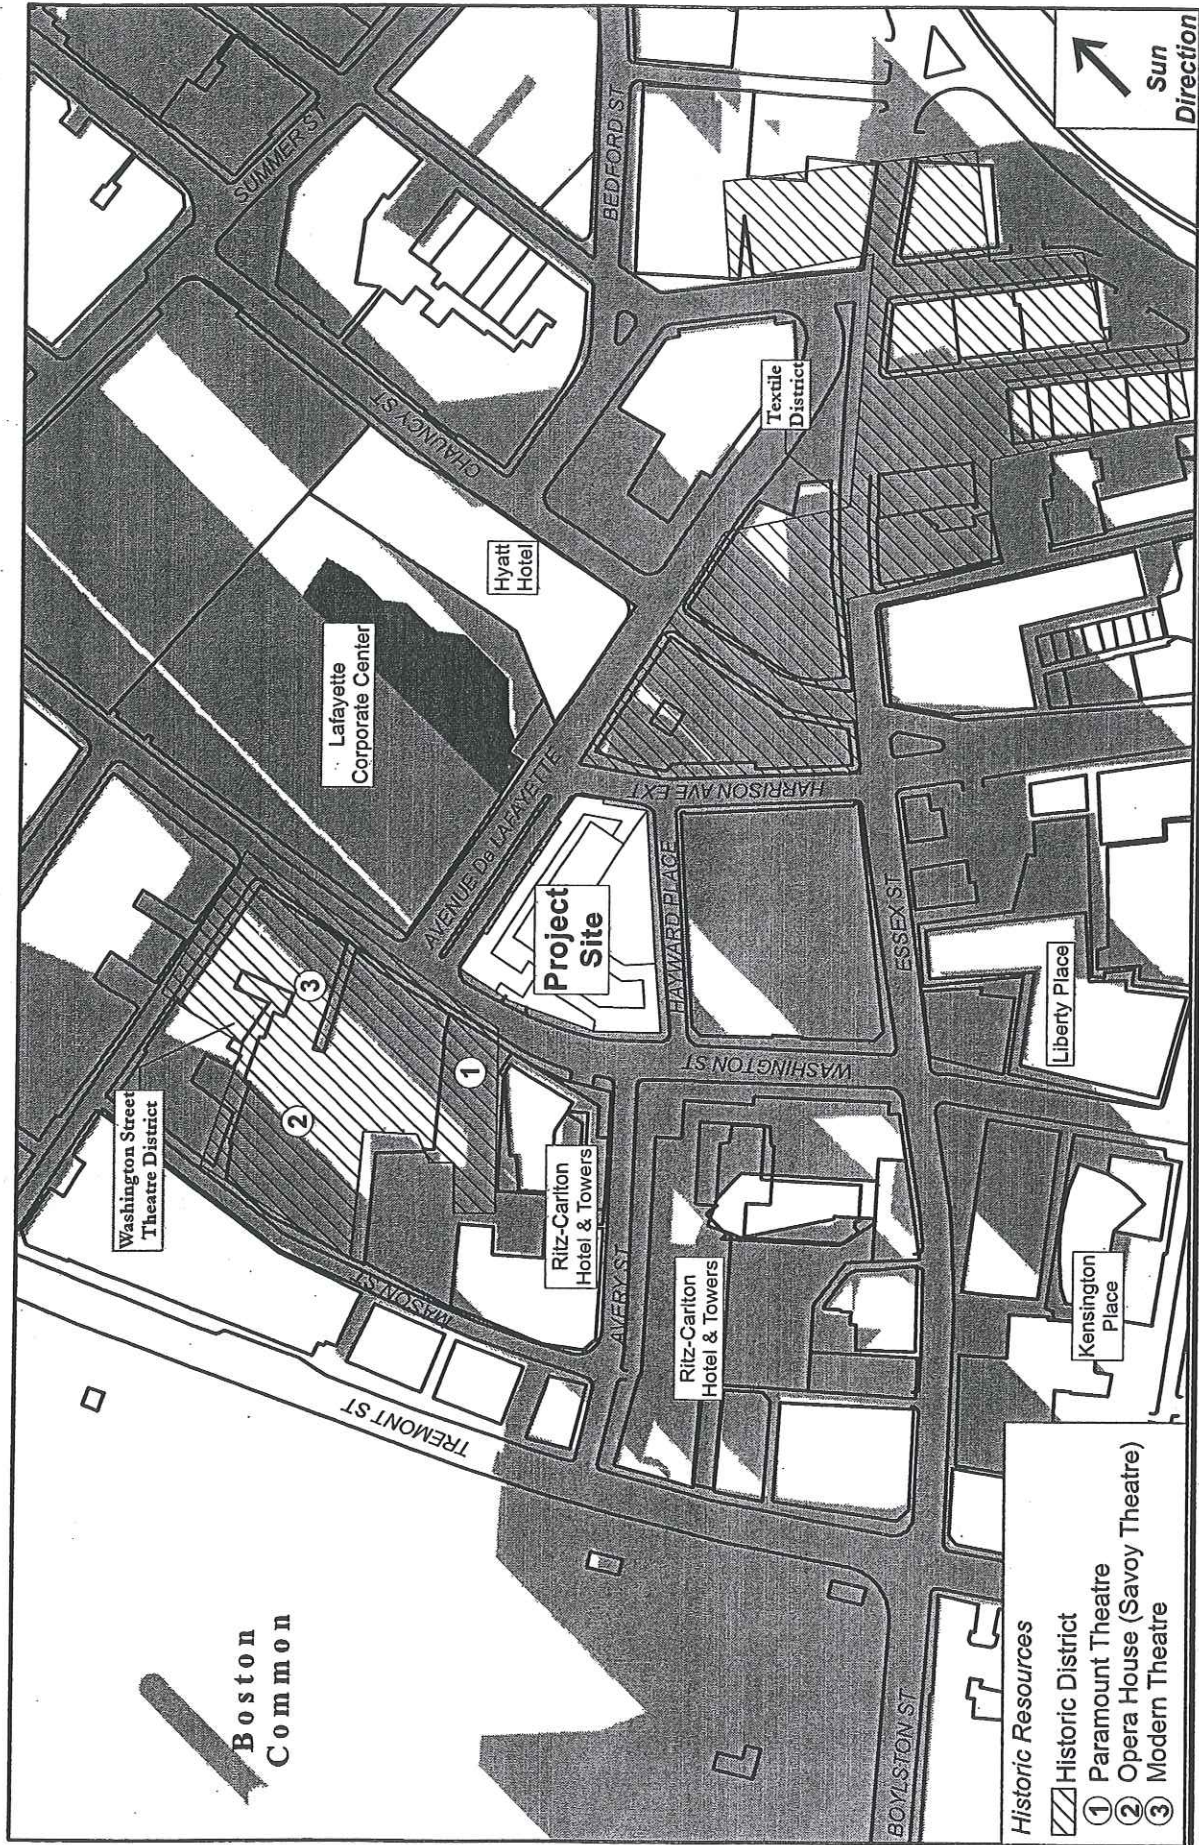 Sun
Direction
SUMMER ST
BEDFORD ST
CHAUNCY ST
Textile
District
Hyatt
Hotel
Lafayette
Corporate Center
AVENUE De LAFAYETTE
HARRISON AVE EXT
Project
Site
HAYWARD PLACE
ESSEX ST
Washington Street
Theatre District
3
2
1
WASHINGTON ST
Liberty Place
Ritz-Carlton
Hotel & Towers
MASON ST
AVERY ST
Ritz-Carlton
Hotel & Towers
Kensington
Place
TREMONT ST
Boston
Common
BOYLSTON ST
Historic Resources
Historic District
1 Paramount Theatre
2 Opera House (Savoy Theatre)
3 Modern Theatre